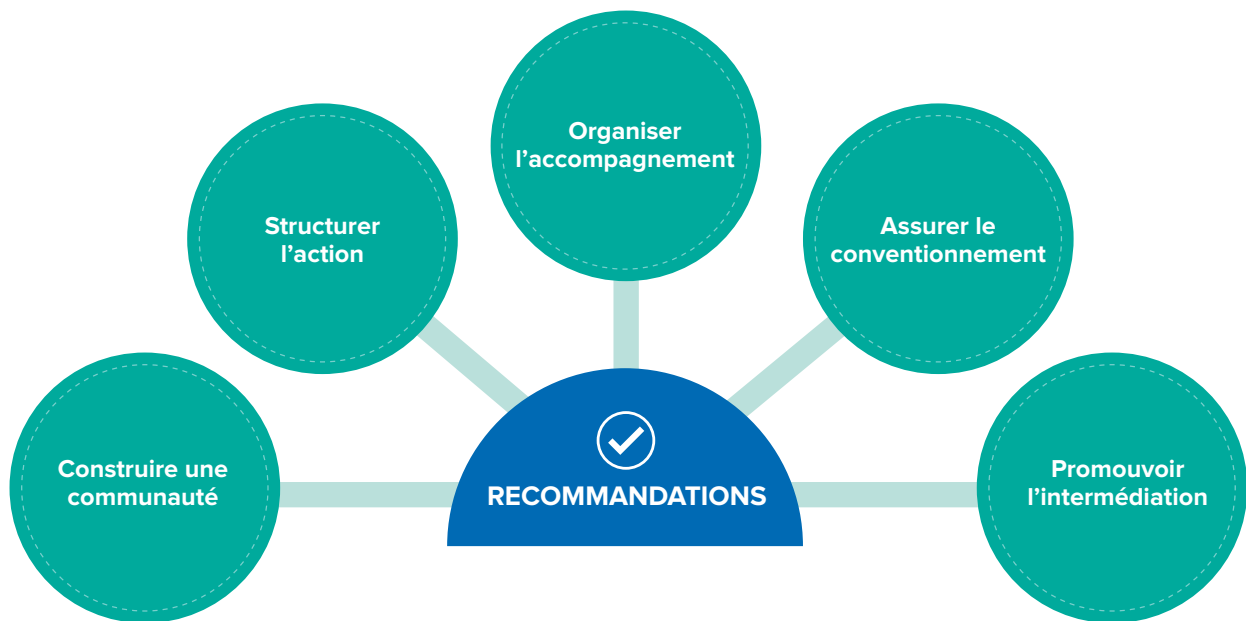 Organiser
l’accompagnement
Structurer
l’action
Assurer le
conventionnement
Construire une
communauté
RECOMMANDATIONS
Promouvoir
l’intermédiation